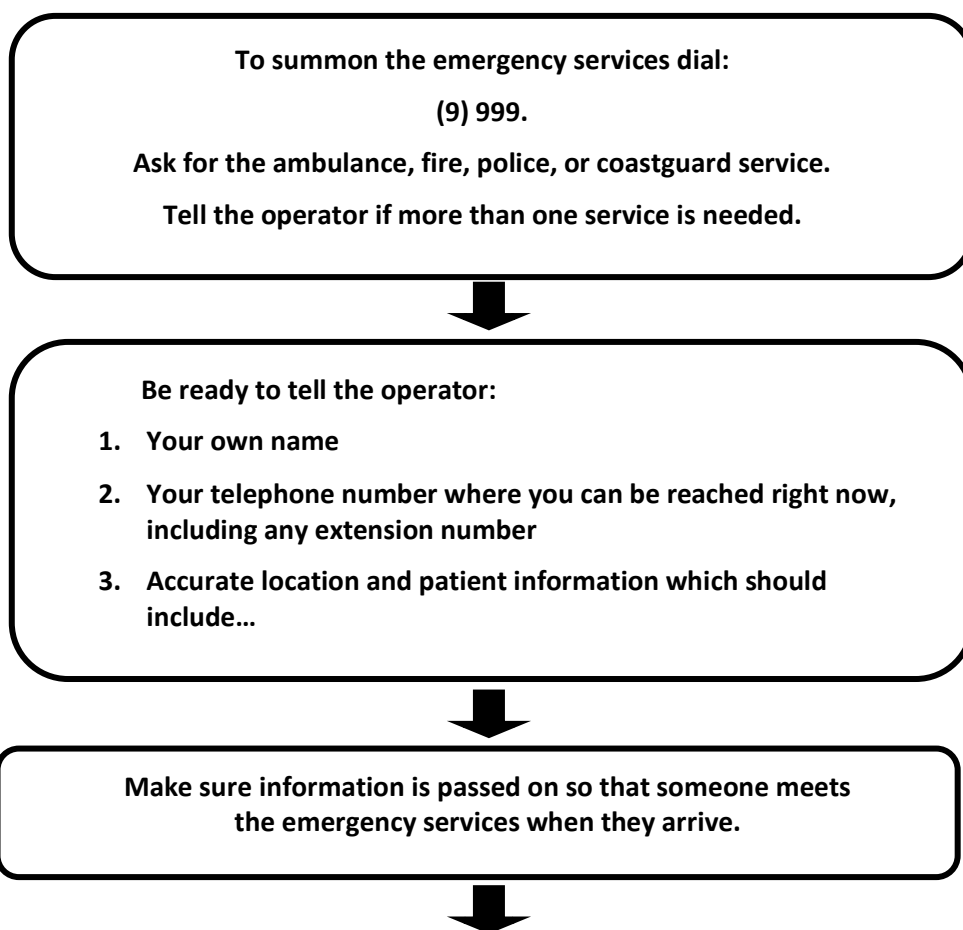 To summon the emergency services dial:
(9) 999.
Ask for the ambulance, fire, police, or coastguard service.
Tell the operator if more than one service is needed.
Be ready to tell the operator:
1. Your own name
2. Your telephone number where you can be reached right now,
including any extension number
3. Accurate location and patient information which should
include…
Make sure information is passed on so that someone meets
the emergency services when they arrive.